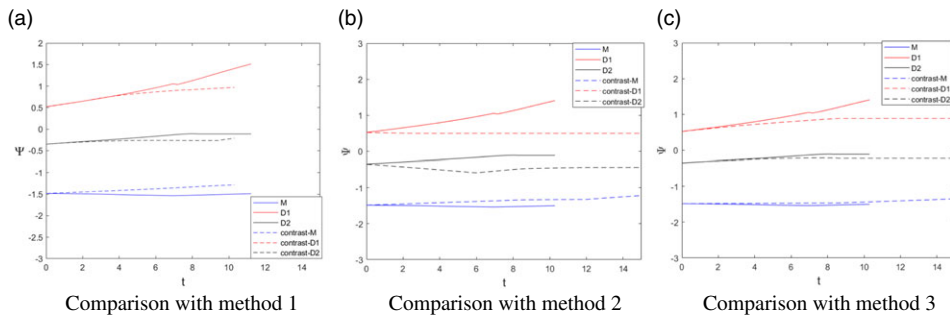 (a)
(b)
(c)
2
1.5
1
0.5
0
-0.5
-1
-1.5
-2
-2.5
-3
Ψ
0 2 4 6 8 10 12 14
t
M
D1
D2
contrast-M
contrast-D1
contrast-D2
Comparison with method 1
3
2
1
0
-1
-2
-3
Ψ
0 2 4 6 8 10 12 14
t
M
D1
D2
contrast-M
contrast-D1
contrast-D2
Comparison with method 2
3
2
1
0
-1
-2
-3
Ψ
0 2 4 6 8 10 12 14
t
M
D1
D2
contrast-M
contrast-D1
contrast-D2
Comparison with method 3